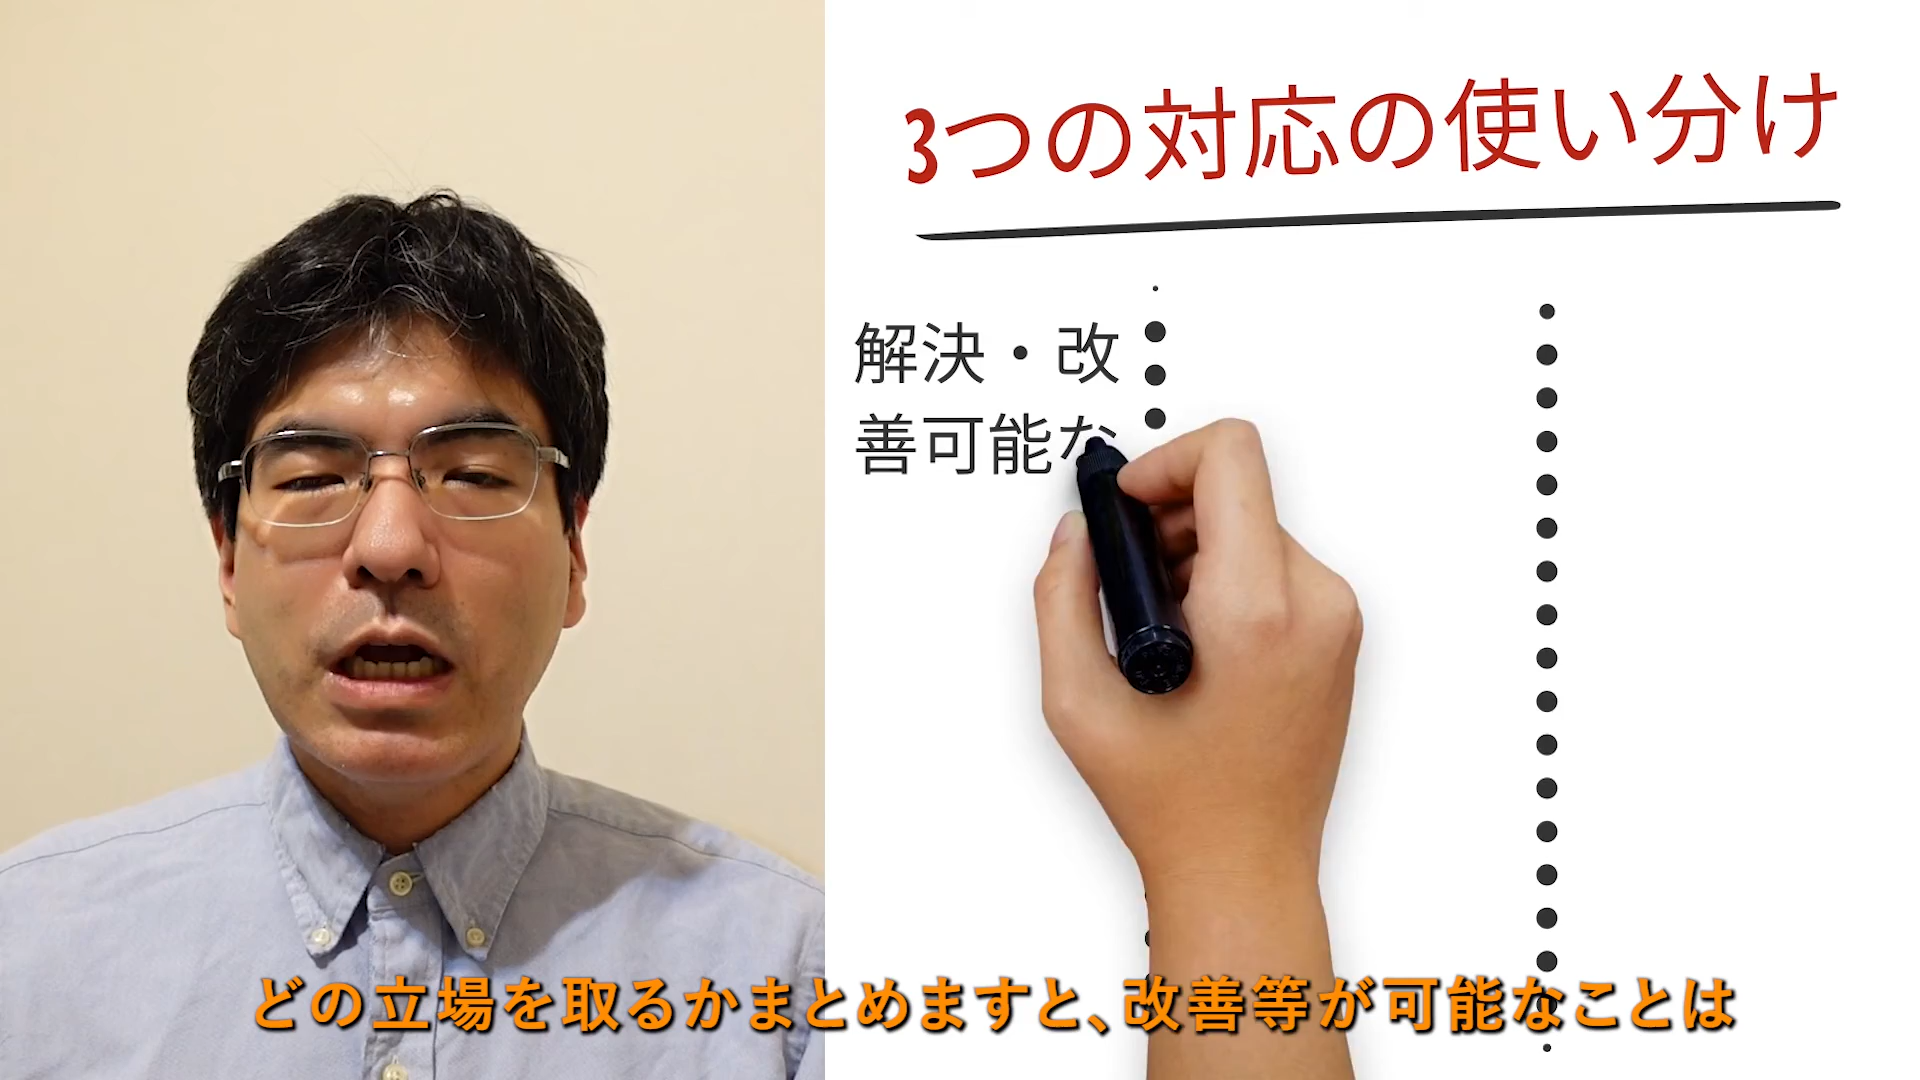 3つの対応の使い分け
解決・改
善可能な
どの立場を取るかまとめますと、改善等が可能なことは